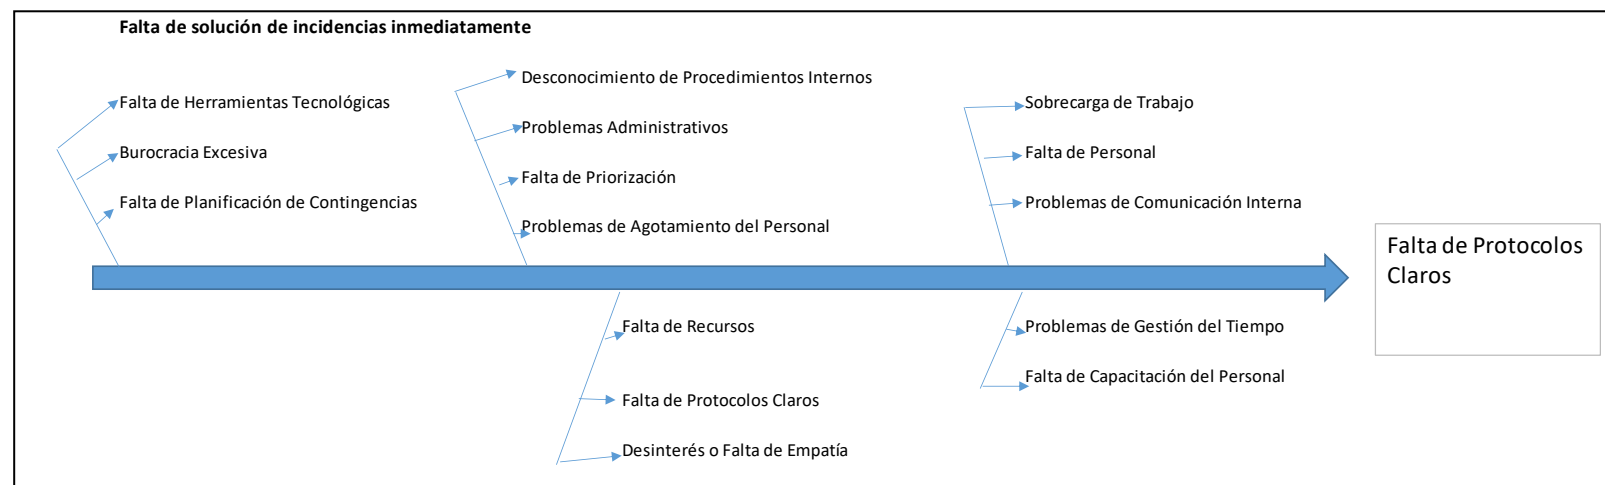 Falta de solución de incidencias inmediatamente
Falta de Herramientas Tecnológicas
Burocracia Excesiva
Falta de Planificación de Contingencias
Desconocimiento de Procedimientos Internos
Problemas Administrativos
Falta de Priorización
Problemas de Agotamiento del Personal
Sobrecarga de Trabajo
Falta de Personal
Problemas de Comunicación Interna
Falta de Protocolos
Claros
Falta de Recursos
Falta de Protocolos Claros
Desinterés o Falta de Empatía
Problemas de Gestión del Tiempo
Falta de Capacitación del Personal